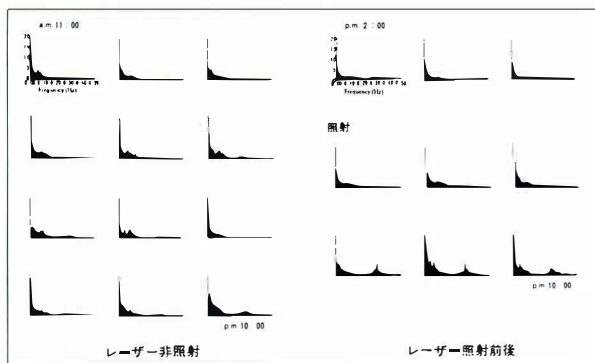 a.m. 11:00
Frequency (Hz)
p.m. 10:00
レーザー非照射
p.m. 2:00
Frequency (Hz)
照射
p.m. 10:00
レーザー照射前後